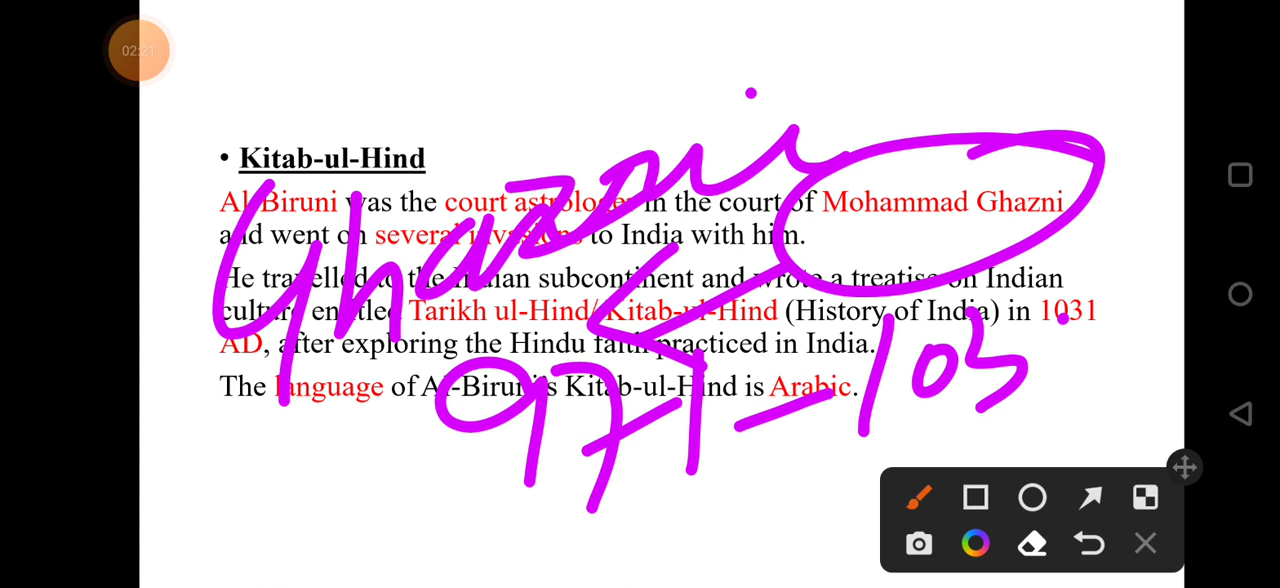 02:21
• Kitab-ul-Hind
Al-Biruni was the court astrologer in the court of Mohammad Ghazni
and went on several invasions to India with him.
He travelled to the Indian subcontinent and wrote a treatise on Indian
culture entitled Tarikh ul-Hind/Kitab-ul-Hind (History of India) in 1031
AD, after exploring the Hindu faith practiced in India.
The language of Al-Biruni's Kitab-ul-Hind is Arabic.
Ghazni
971-103